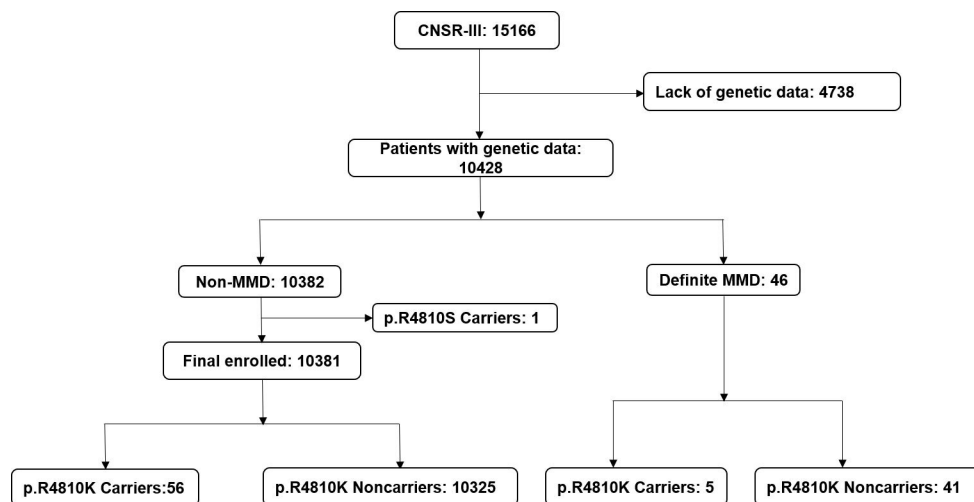 CNSR-III: 15166
Lack of genetic data: 4738
Patients with genetic data:
10428
Non-MMD: 10382
Definite MMD: 46
p.R4810S Carriers: 1
Final enrolled: 10381
p.R4810K Carriers:56
p.R4810K Noncarriers: 10325
p.R4810K Carriers: 5
p.R4810K Noncarriers: 41